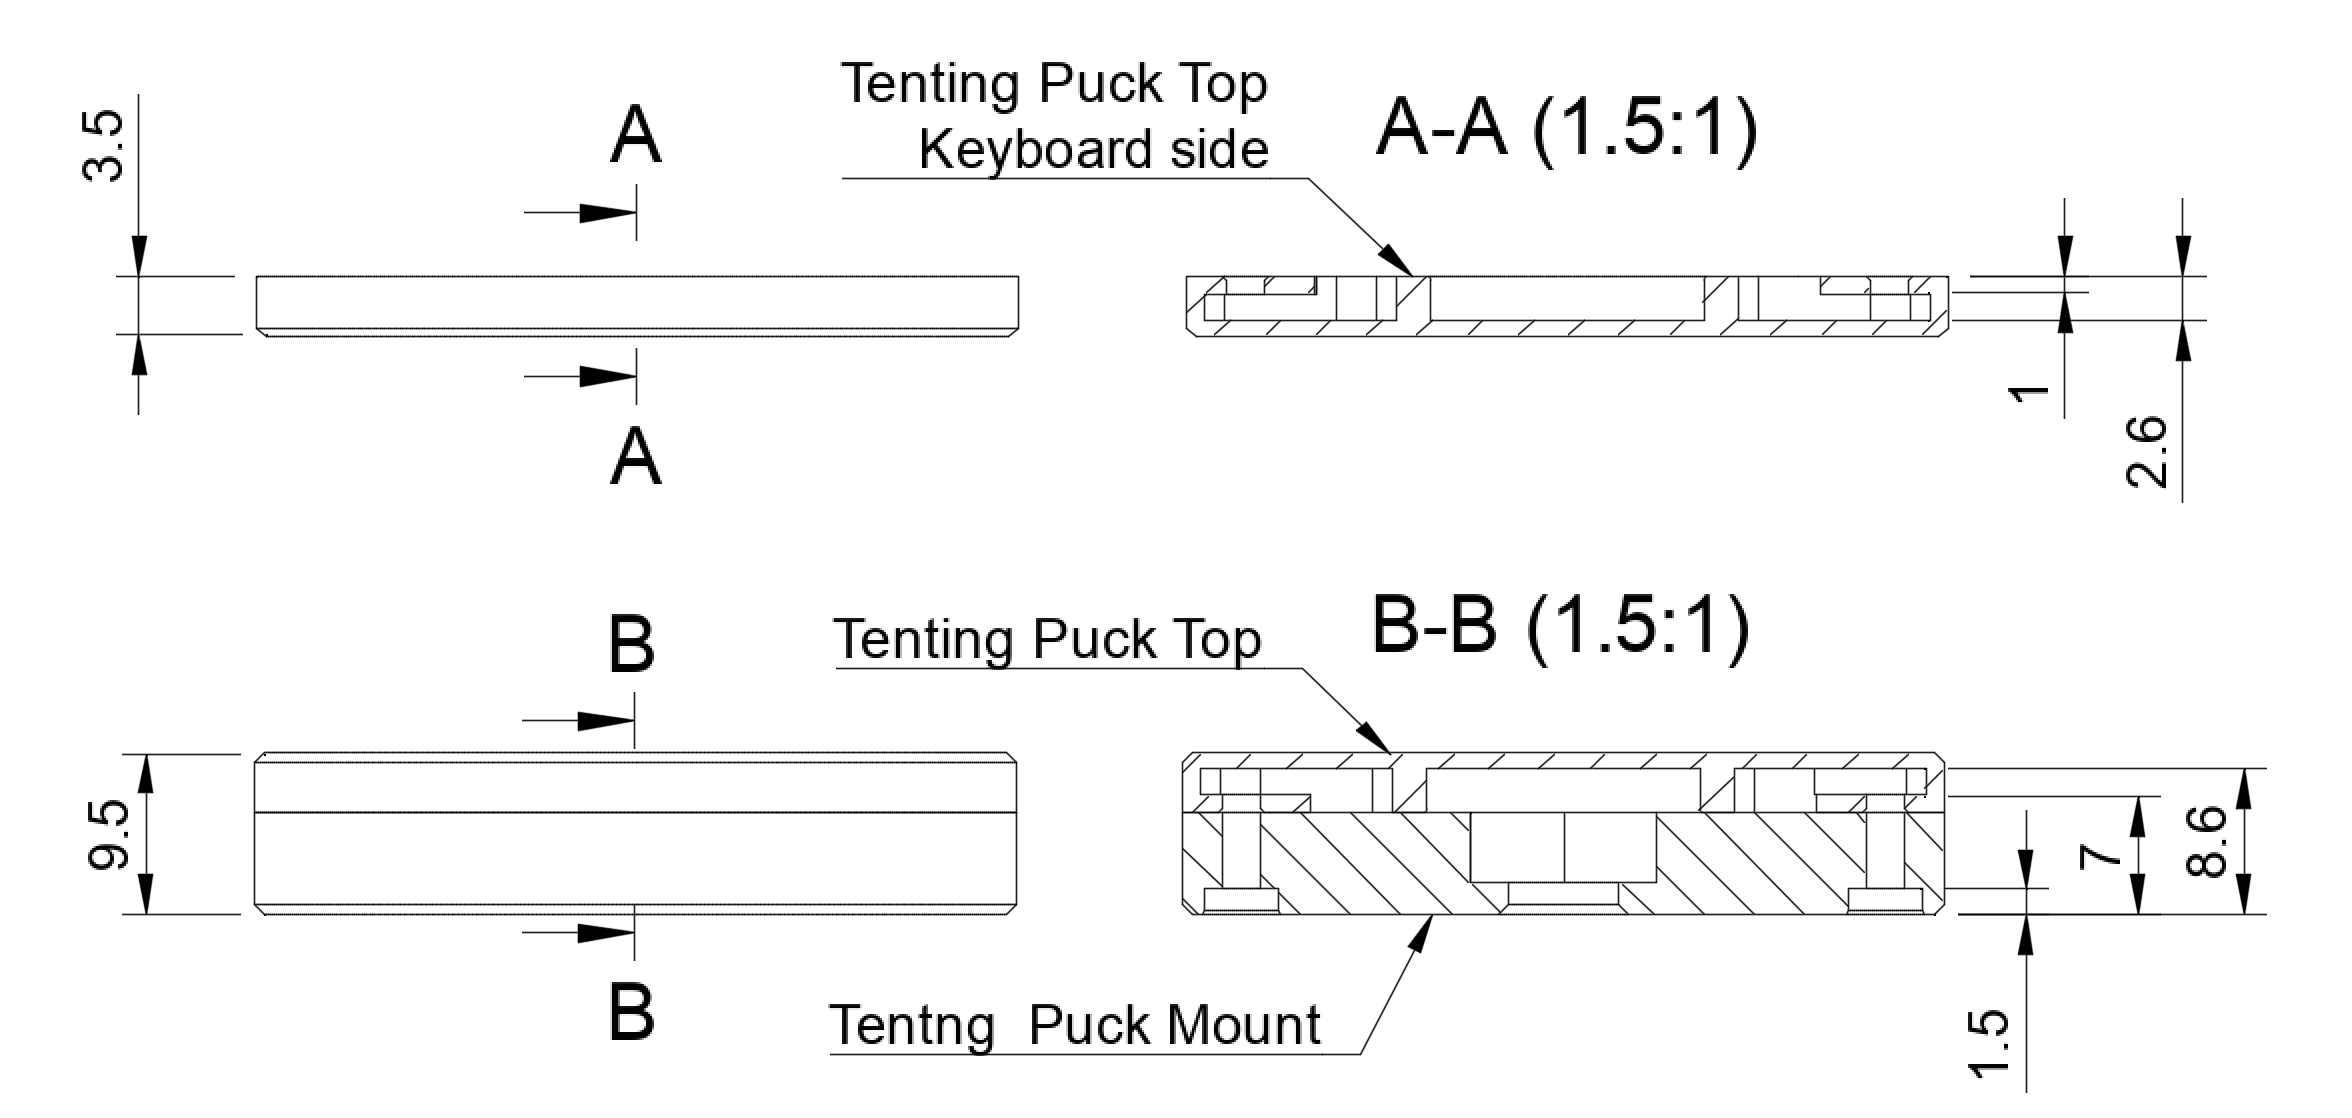 Tenting Puck Top
Keyboard side
A-A (1.5:1)
3.5
A
A
1
2.6
B-B (1.5:1)
Tenting Puck Top
B
9.5
B
7
8.6
1.5
Tentng  Puck Mount